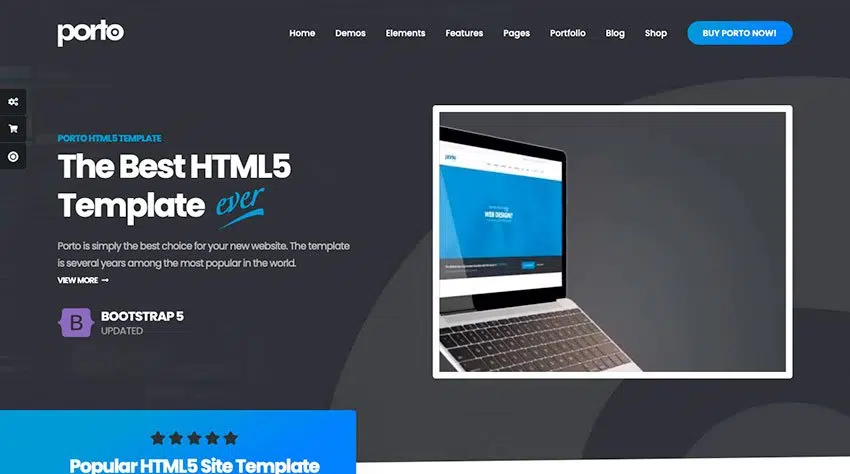 porto
Home Demos Elements Features Pages Portfolio Blog Shop BUY PORTO NOW!
PORTO HTML5 TEMPLATE
The Best HTML5
Template ever
Porto is simply the best choice for your new website. The template
is several years among the most popular in the world.
VIEW MORE →
B BOOTSTRAP 5
UPDATED
WEB DESIGN?
Popular HTML5 Site Template